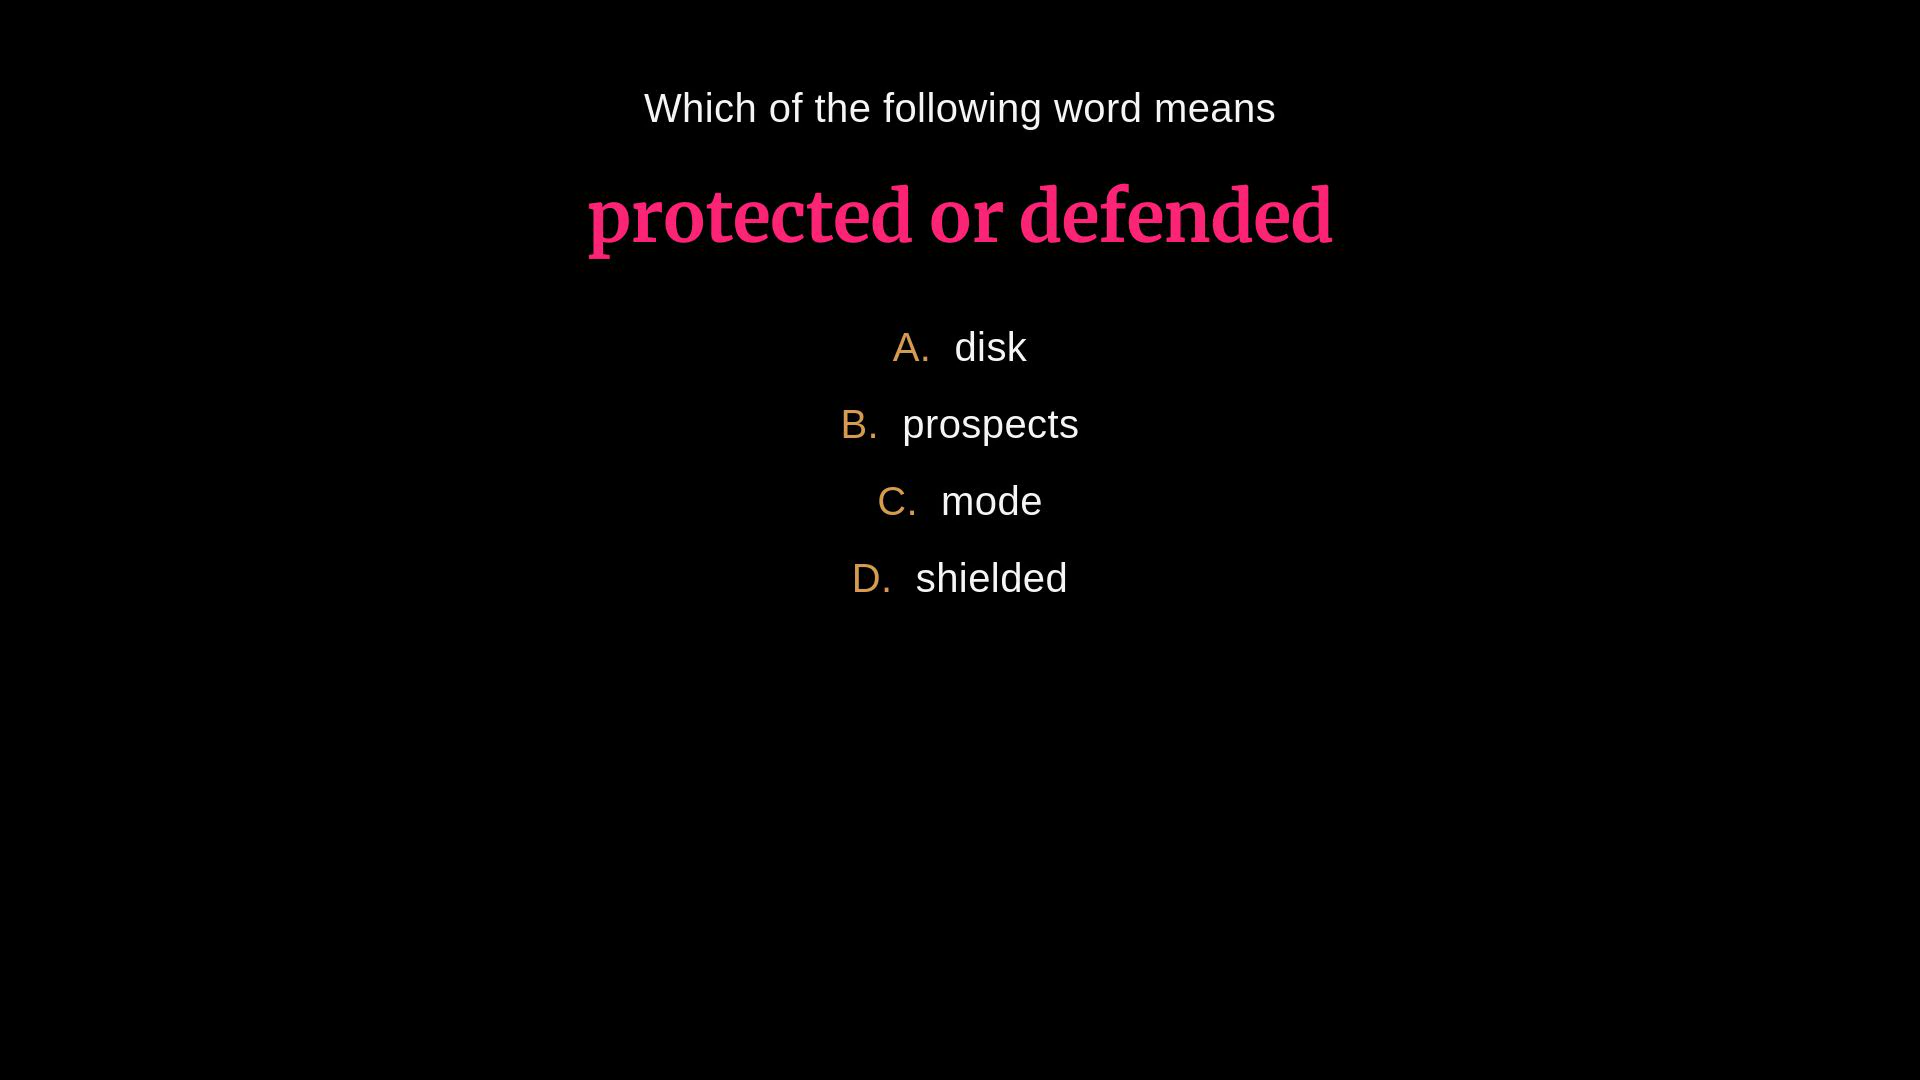 Which of the following word means
protected or defended
A. disk
B. prospects
C. mode
D. shielded